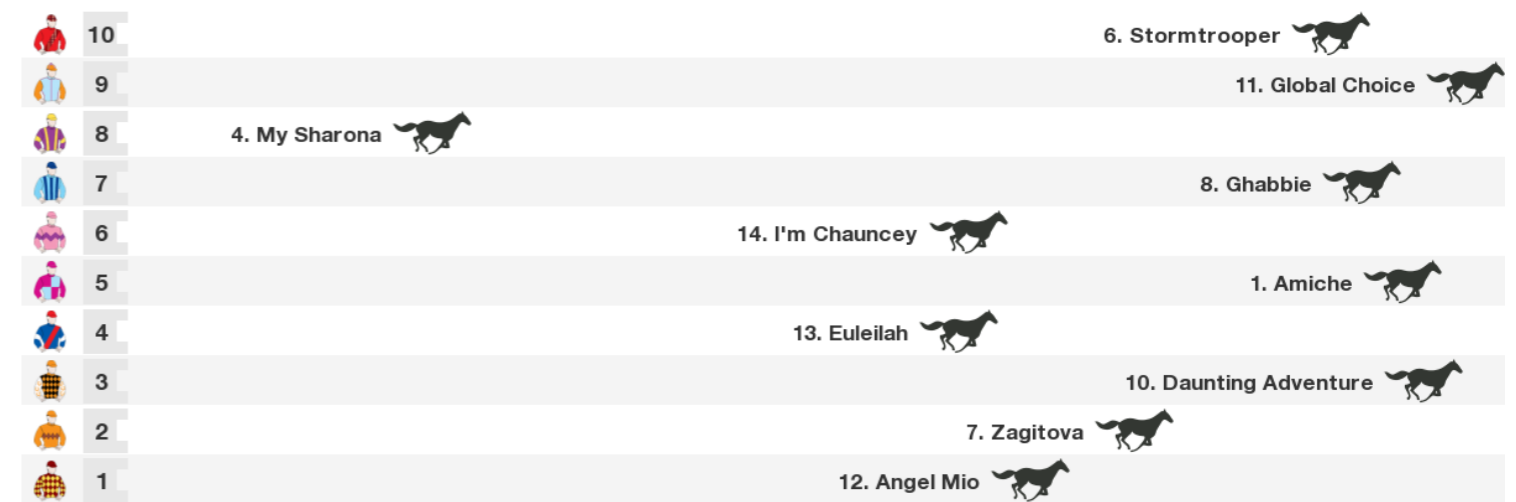 10 6. Stormtrooper
9 11. Global Choice
8 4. My Sharona
7 8. Ghabbie
6 14. I'm Chauncey
5 1. Amiche
4 13. Euleilah
3 10. Daunting Adventure
2 7. Zagitova
1 12. Angel Mio